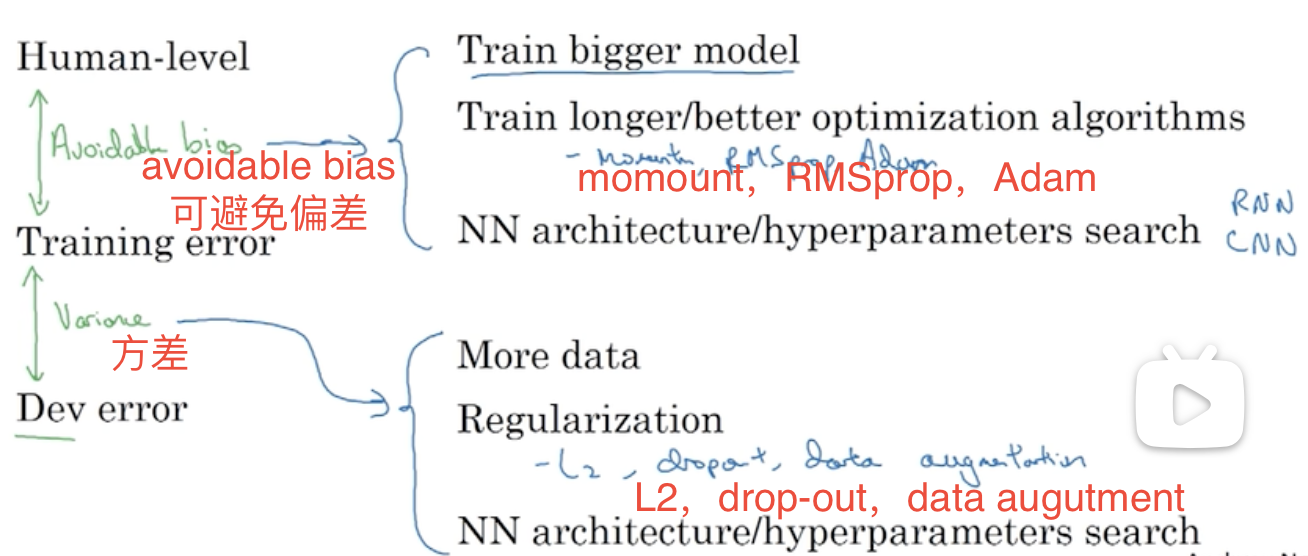 Human-level
Train bigger model
Train longer/better optimization algorithms
Avoidable bias
- momentum, RMSprop, Adam
avoidable bias
momount，RMSprop，Adam
可避免偏差
RNN
Training error
NN architecture/hyperparameters search
CNN
Variance
方差
More data
Dev error
Regularization
- L2, dropout, data augmentation
L2，drop-out，data augutment
NN architecture/hyperparameters search